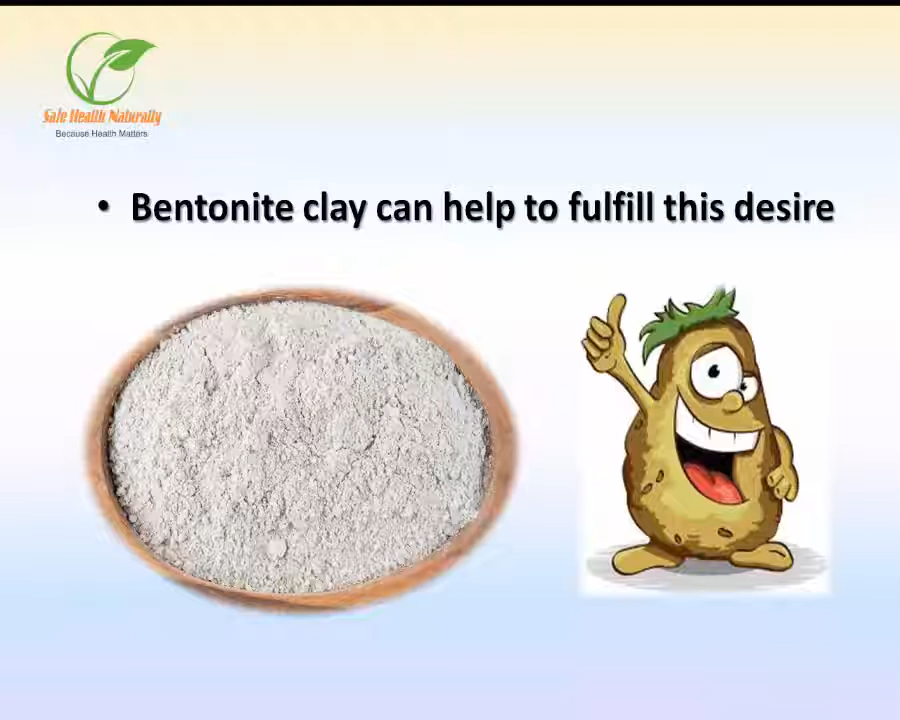 Safe Health Naturally
Because Health Matters
• Bentonite clay can help to fulfill this desire